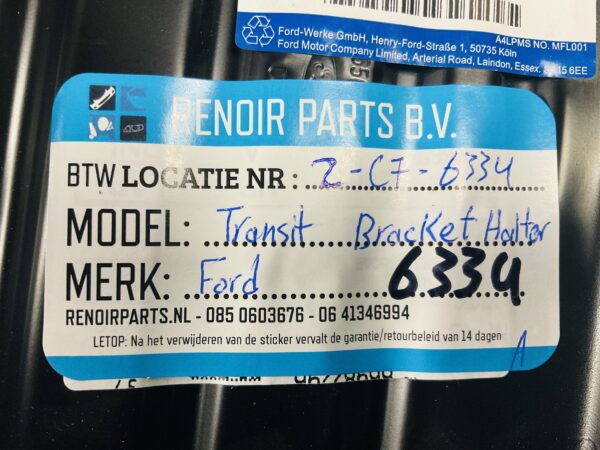 A4LPMS NO. MFL001
Ford-Werke GmbH, Henry-Ford-Straße 1, 50735 Köln
Ford Motor Company Limited, Arterial Road, Laindon, Essex. 6EE
RENOIR PARTS B.V.
BTW LOCATIE NR: Z-C7-6334
MODEL: Transit Bracket Halter
MERK: Ford 6334
RENOIRPARTS.NL - 085 0603676 - 06 41346994
LETOP: Na het verwijderen van de sticker vervalt de garantie/retourbeleid van 14 dagen
A